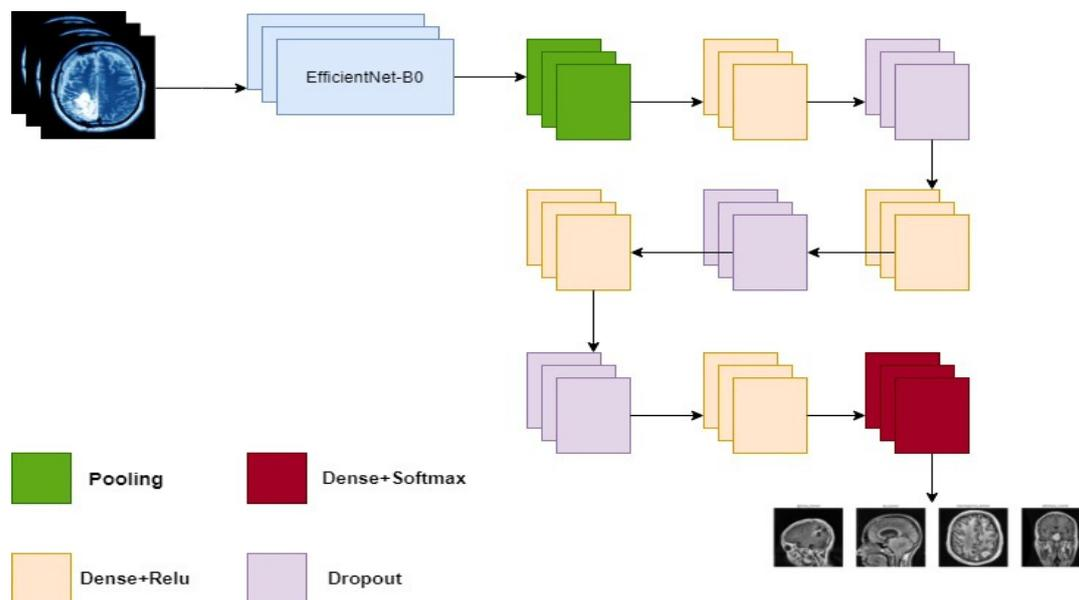 EfficientNet-B0
Pooling
Dense+Softmax
Dense+Relu
Dropout